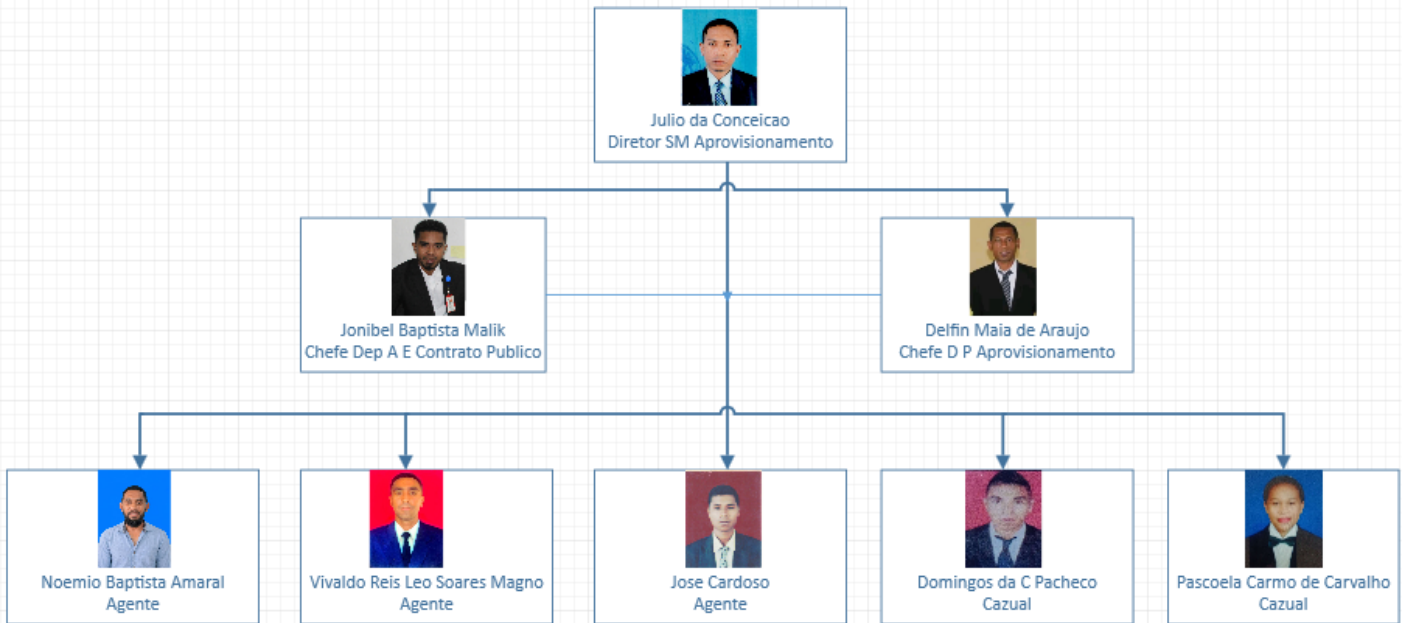 Julio da Conceicao
Diretor SM Aprovisionamento
Jonibel Baptista Malik
Chefe Dep A E Contrato Publico
Delfin Maia de Araujo
Chefe D P Aprovisionamento
Noemio Baptista Amaral
Agente
Vivaldo Reis Leo Soares Magno
Agente
Jose Cardoso
Agente
Domingos da C Pacheco
Cazual
Pascoela Carmo de Carvalho
Cazual